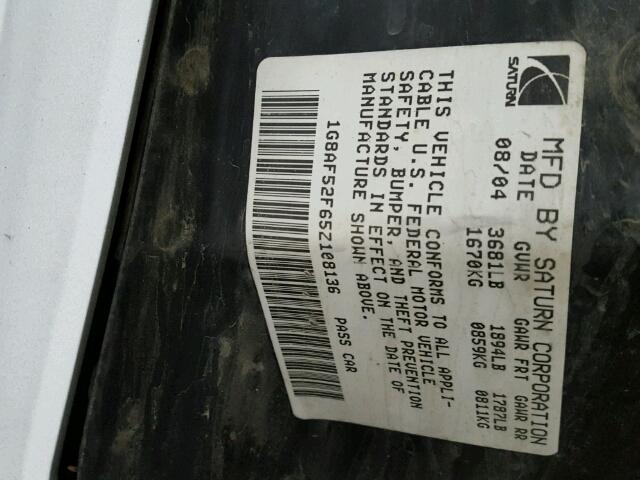 SATURN
MFD BY SATURN CORPORATION
DATE GVWR GAWR FRT GAWR RR
08/04 3681LB 1894LB 1787LB
1670KG 0859KG 0811KG
THIS VEHICLE CONFORMS TO ALL APPLI-
CABLE U.S. FEDERAL MOTOR VEHICLE
SAFETY, BUMPER, AND THEFT PREVENTION
STANDARDS IN EFFECT ON THE DATE OF
MANUFACTURE SHOWN ABOVE.
1G8AF52F65Z108136 PASS CAR